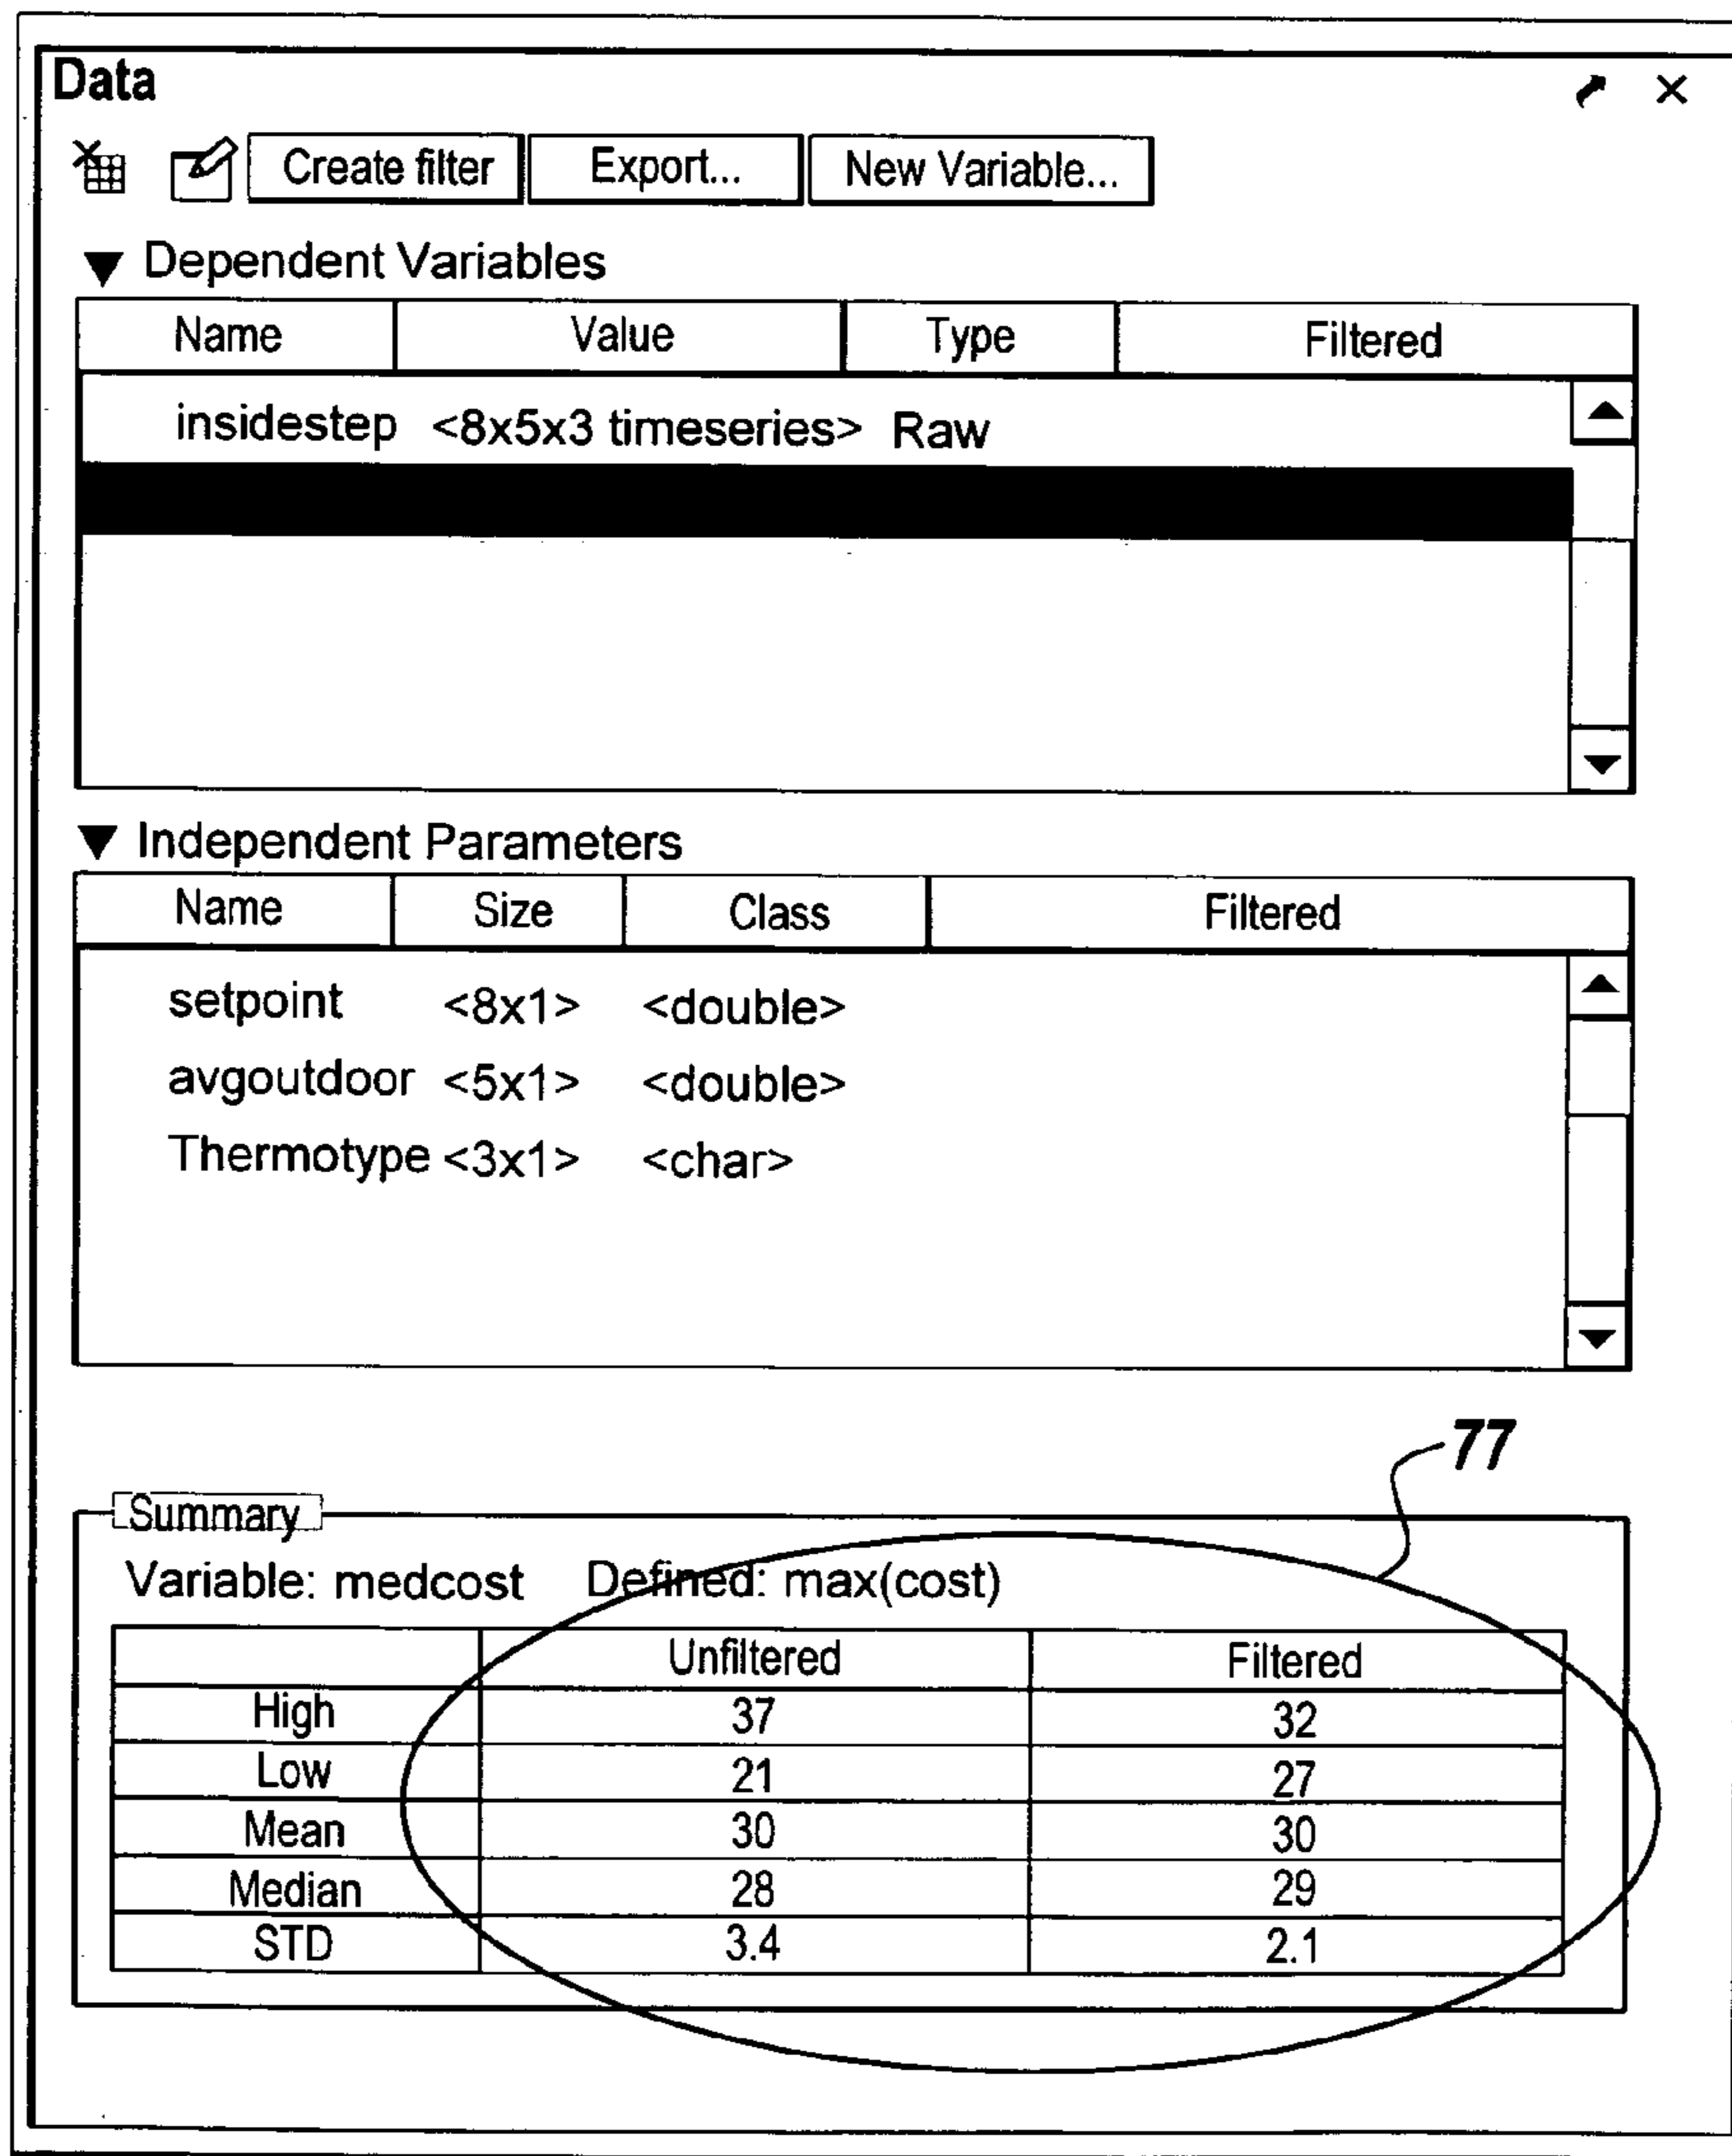 Data
Create filter Export... New Variable...
Dependent Variables
Name Value Type Filtered
insidestep <8x5x3 timeseries> Raw
Independent Parameters
Name Size Class Filtered
setpoint <8x1> <double>
avgoutdoor <5x1> <double>
Thermotype <3x1> <char>
77
Summary
Variable: medcost Defined: max(cost)
Unfiltered Filtered
High 37 32
Low 21 27
Mean 30 30
Median 28 29
STD 3.4 2.1